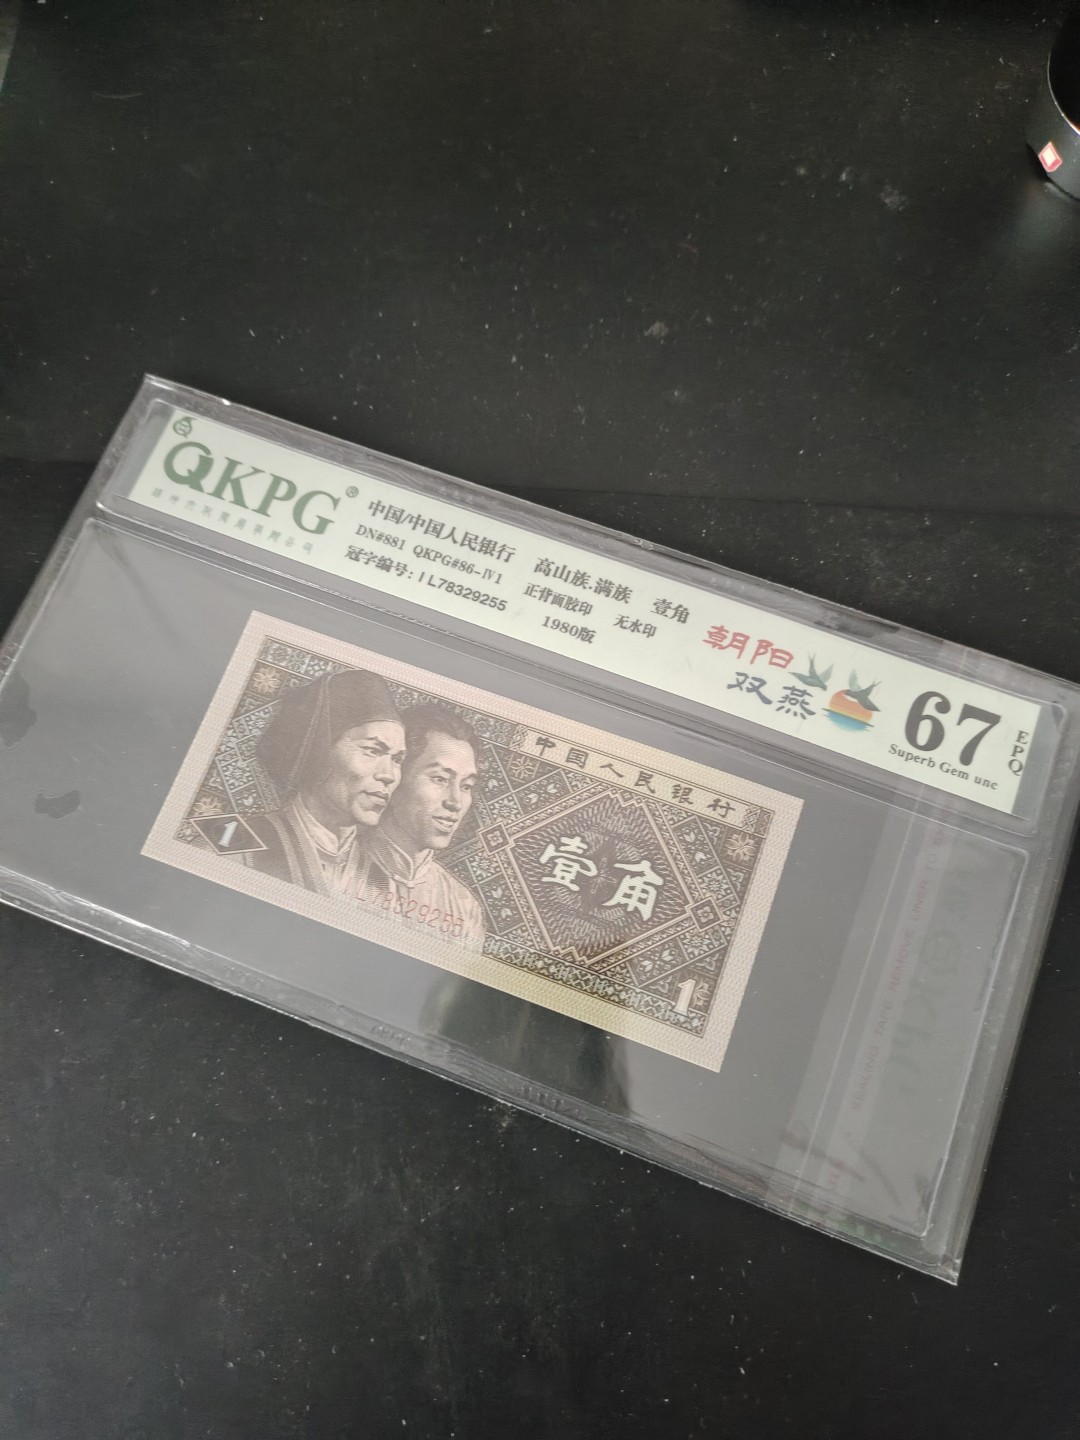 QKPG®
中国/中国人民银行
DN#881 QKPG#86-Ⅳ1
冠字编号: IL78329255
高山族.满族 壹角
正背面胶印 无水印
1980版
朝阳
双燕
67
EPQ
Superb Gem unc
中国人民银行
壹角
1
1